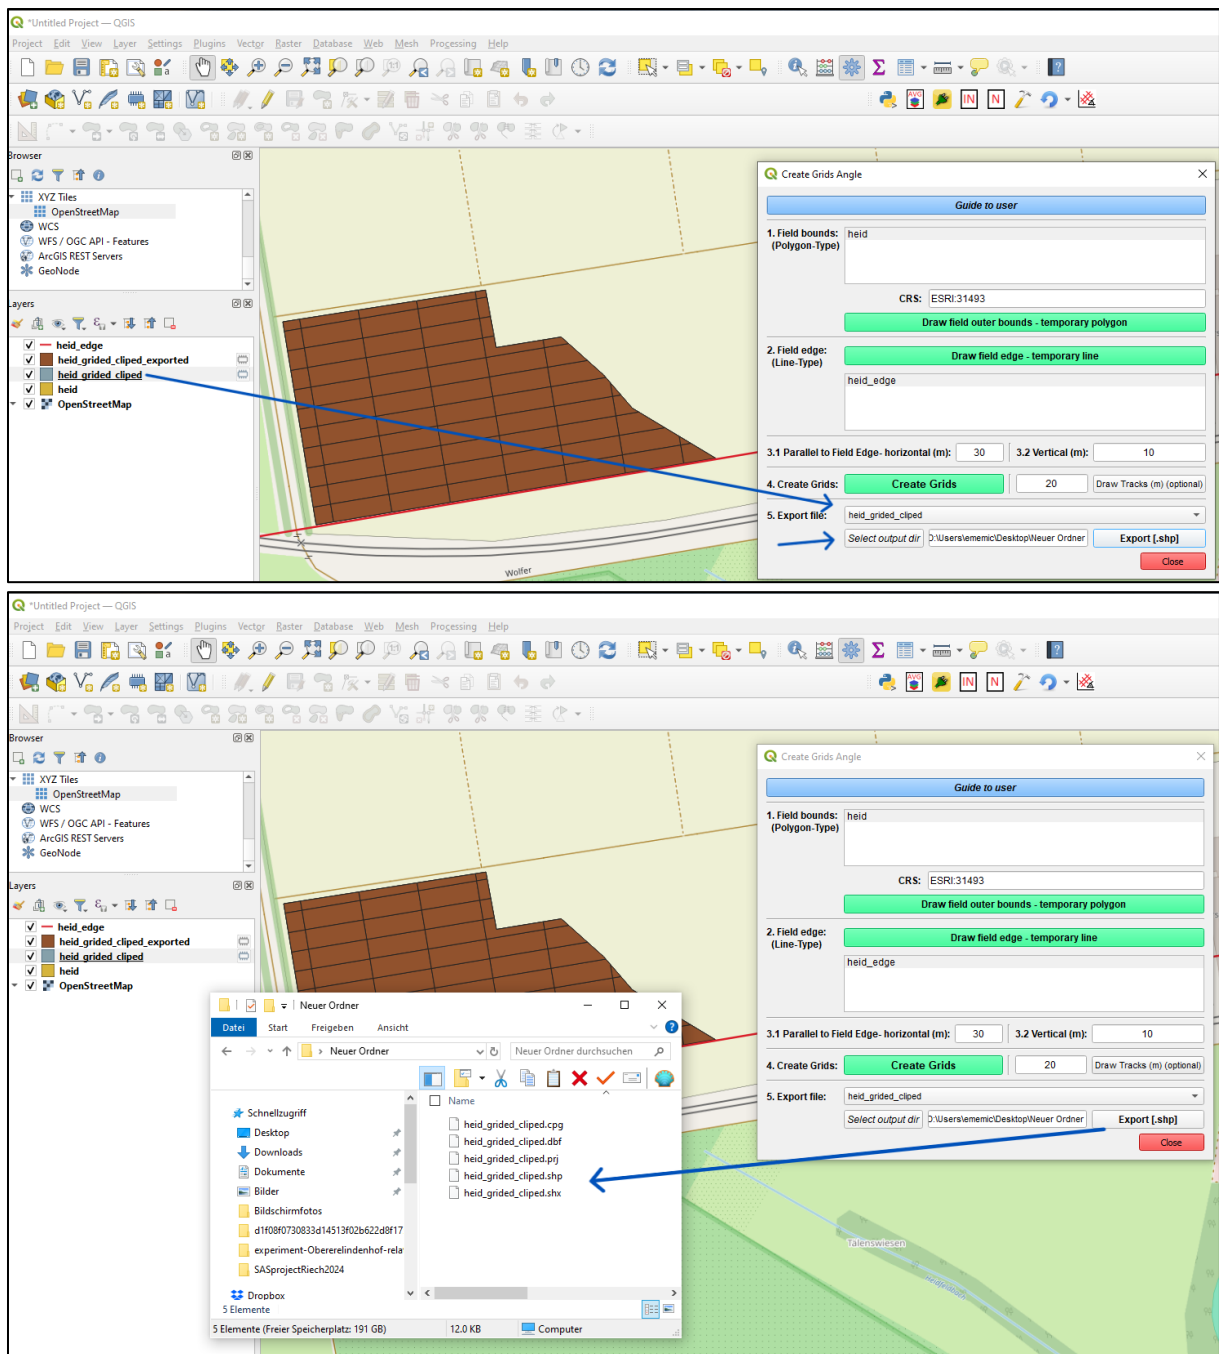 *Untitled Project — QGIS
Project Edit View Layer Settings Plugins Vector Raster Database Web Mesh Processing Help
Browser
XYZ Tiles
OpenStreetMap
WCS
WFS / OGC API - Features
ArcGIS REST Servers
GeoNode
Layers
heid_edge
heid_grided_cliped_exported
heid_grided_cliped
heid
OpenStreetMap
Wolfer
Create Grids Angle
Guide to user
1. Field bounds: heid
(Polygon-Type)
CRS: ESRI:31493
Draw field outer bounds - temporary polygon
2. Field edge: Draw field edge - temporary line
(Line-Type)
heid_edge
3.1 Parallel to Field Edge- horizontal (m): 30 3.2 Vertical (m): 10
4. Create Grids: Create Grids 20 Draw Tracks (m) (optional)
5. Export file: heid_grided_cliped
Select output dir D:\Users\ememic\Desktop\Neuer Ordner Export [.shp]
Close
*Untitled Project — QGIS
Project Edit View Layer Settings Plugins Vector Raster Database Web Mesh Processing Help
Browser
XYZ Tiles
OpenStreetMap
WCS
WFS / OGC API - Features
ArcGIS REST Servers
GeoNode
Layers
heid_edge
heid_grided_cliped_exported
heid_grided_cliped
heid
OpenStreetMap
Create Grids Angle
Guide to user
1. Field bounds: heid
(Polygon-Type)
CRS: ESRI:31493
Draw field outer bounds - temporary polygon
2. Field edge: Draw field edge - temporary line
(Line-Type)
heid_edge
3.1 Parallel to Field Edge- horizontal (m): 30 3.2 Vertical (m): 10
4. Create Grids: Create Grids 20 Draw Tracks (m) (optional)
5. Export file: heid_grided_cliped
Select output dir D:\Users\ememic\Desktop\Neuer Ordner Export [.shp]
Close
Neuer Ordner
Datei Start Freigeben Ansicht
Neuer Ordner
Neuer Ordner durchsuchen
Name
Schnellzugriff
Desktop
Downloads
Dokumente
Bilder
Bildschirmfotos
d1f08f0730833d14513f02b622d8f17
experiment-Obererelindenhof-rela
SASprojectRiech2024
Dropbox
heid_grided_cliped.cpg
heid_grided_cliped.dbf
heid_grided_cliped.prj
heid_grided_cliped.shp
heid_grided_cliped.shx
5 Elemente
5 Elemente (Freier Speicherplatz: 191 GB) 12.0 KB Computer
Talenswiesen